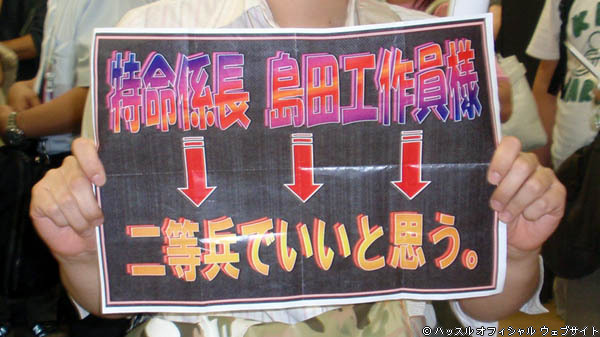 特命係長 島田工作員様
二等兵でいいと思う。
© ハッスルオフィシャル ウェブサイト